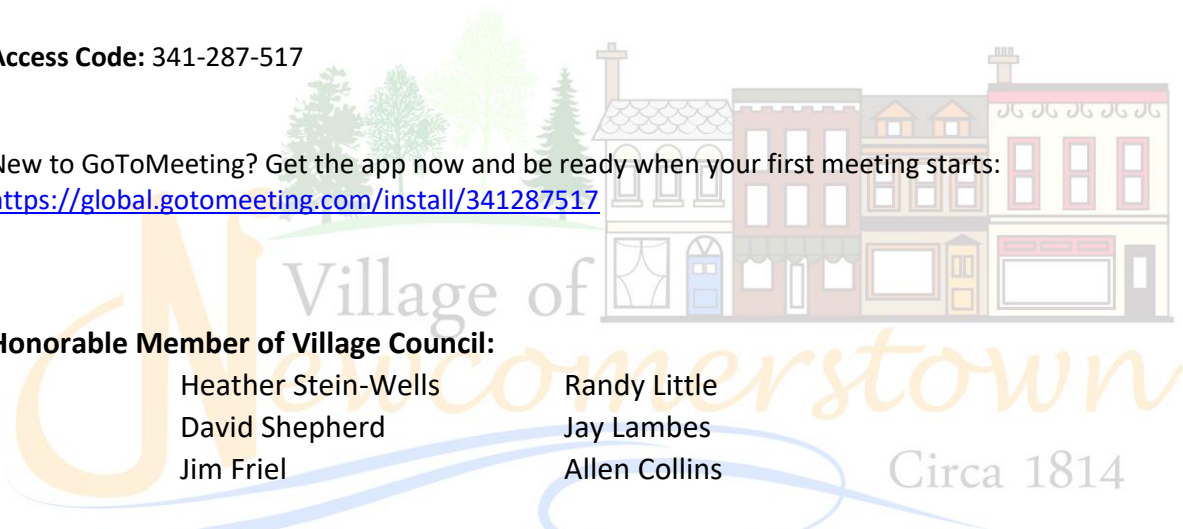 Access Code: 341-287-517
New to GoToMeeting? Get the app now and be ready when your first meeting starts:
https://global.gotomeeting.com/install/341287517
Village of
Newcomerstown
Circa 1814
Honorable Member of Village Council:
Heather Stein-Wells Randy Little
David Shepherd Jay Lambes
Jim Friel Allen Collins